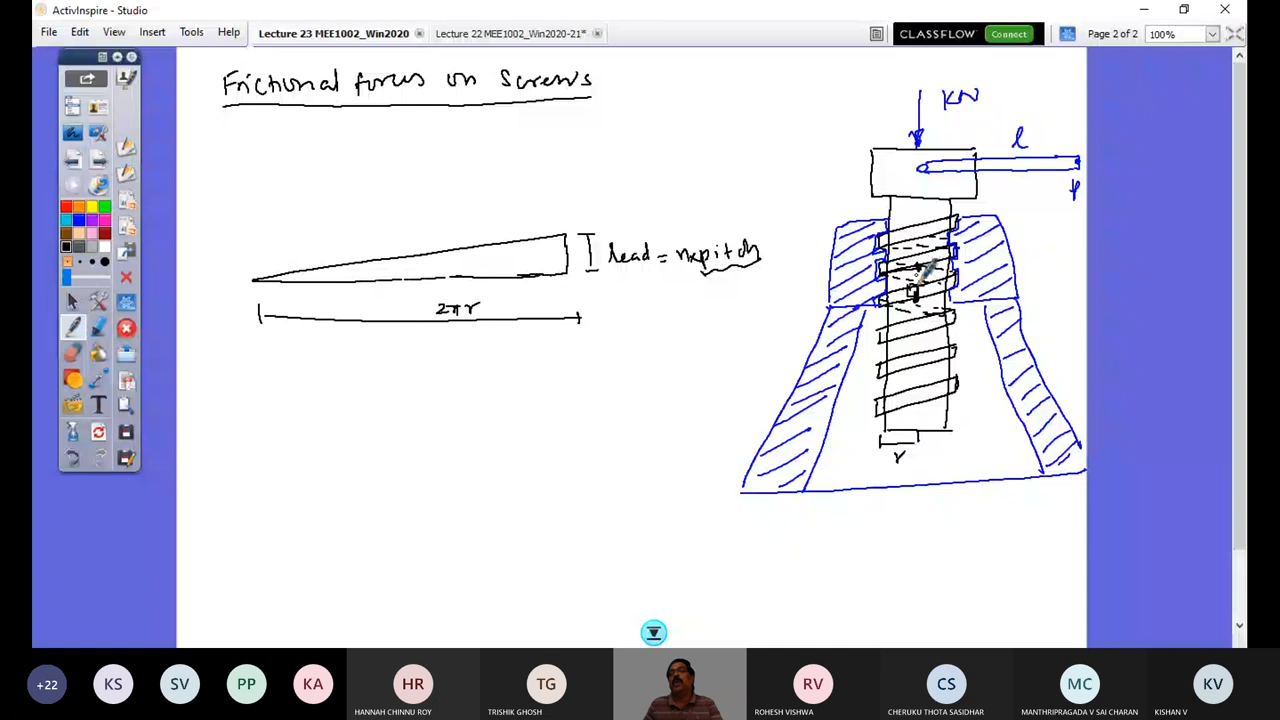 ActivInspire - Studio
File Edit View Insert Tools Help
Lecture 23 MEE1002_Win2020
Lecture 22 MEE1002_Win2020-21*
CLASSFLOW Connect
Page 2 of 2
100%
Frictional forces on Screws
KN
l
P
lead = nxpitch
2πr
r
+22
KS
SV
PP
KA
HR
HANNAH CHINNU ROY
TG
TRISHIK GHOSH
RV
ROHESH VISHWA
CS
CHERUKU THOTA SASIDHAR
MC
MANTHRIPRAGADA V SAI CHARAN
KV
KISHAN V